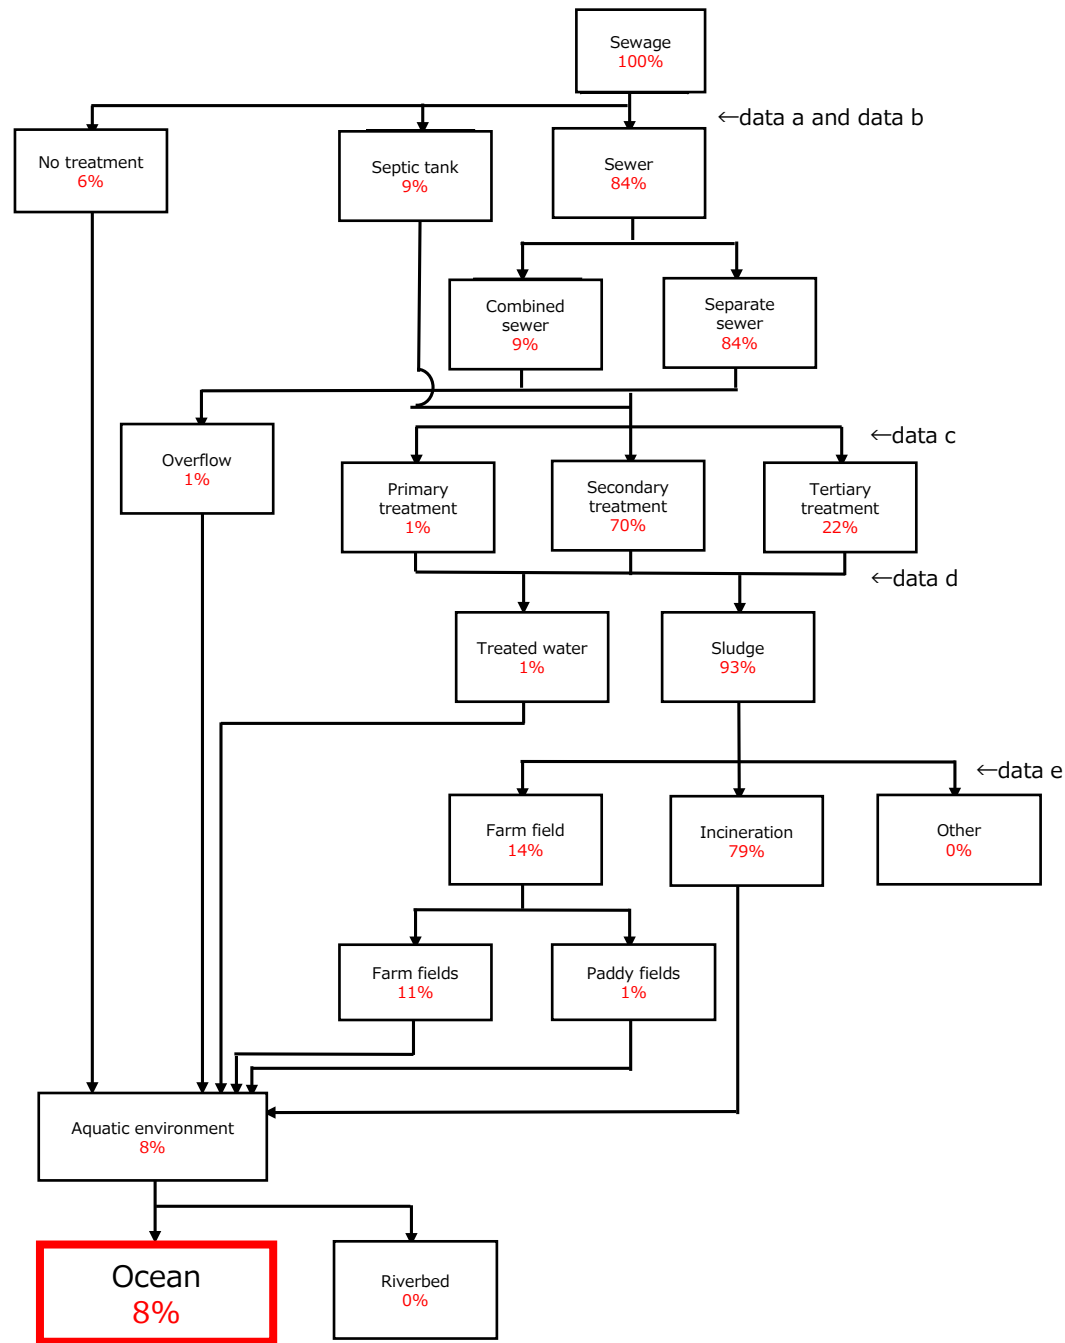 Sewage
100%
←data a and data b
No treatment
6%
Septic tank
9%
Sewer
84%
Combined
sewer
9%
Separate
sewer
84%
←data c
Overflow
1%
Primary
treatment
1%
Secondary
treatment
70%
Tertiary
treatment
22%
←data d
Treated water
1%
Sludge
93%
←data e
Farm field
14%
Incineration
79%
Other
0%
Farm fields
11%
Paddy fields
1%
Aquatic environment
8%
Ocean
8%
Riverbed
0%